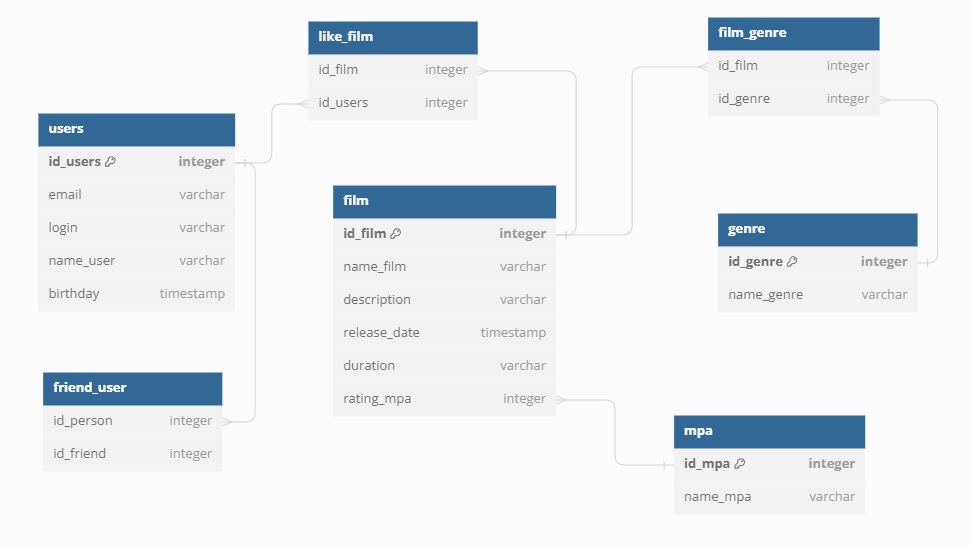 like_film
id_film integer
id_users integer
film_genre
id_film integer
id_genre integer
users
id_users integer
email varchar
login varchar
name_user varchar
birthday timestamp
film
id_film integer
name_film varchar
description varchar
release_date timestamp
duration varchar
rating_mpa integer
genre
id_genre integer
name_genre varchar
friend_user
id_person integer
id_friend integer
mpa
id_mpa integer
name_mpa varchar